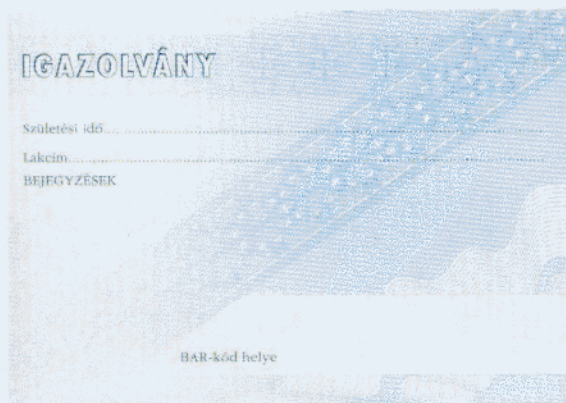 IGAZOLVÁNY
Születési idő
Lakcím
BEJEGYZÉSEK
BAR-kód helye